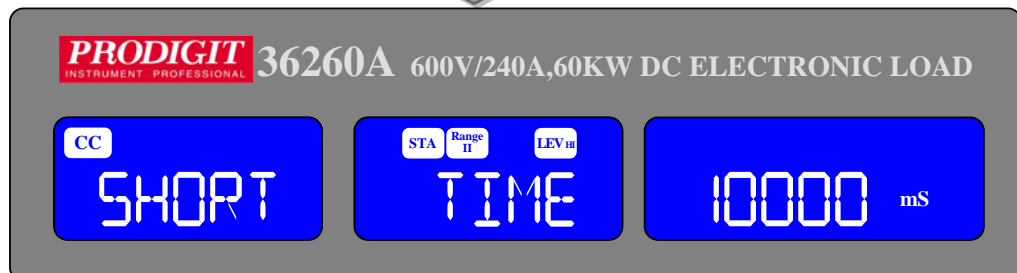 PRODIGIT
INSTRUMENT PROFESSIONAL
36260A 600V/240A,60KW DC ELECTRONIC LOAD
CC
SHORT
STA Range II LEV HI
TIME
10000 mS